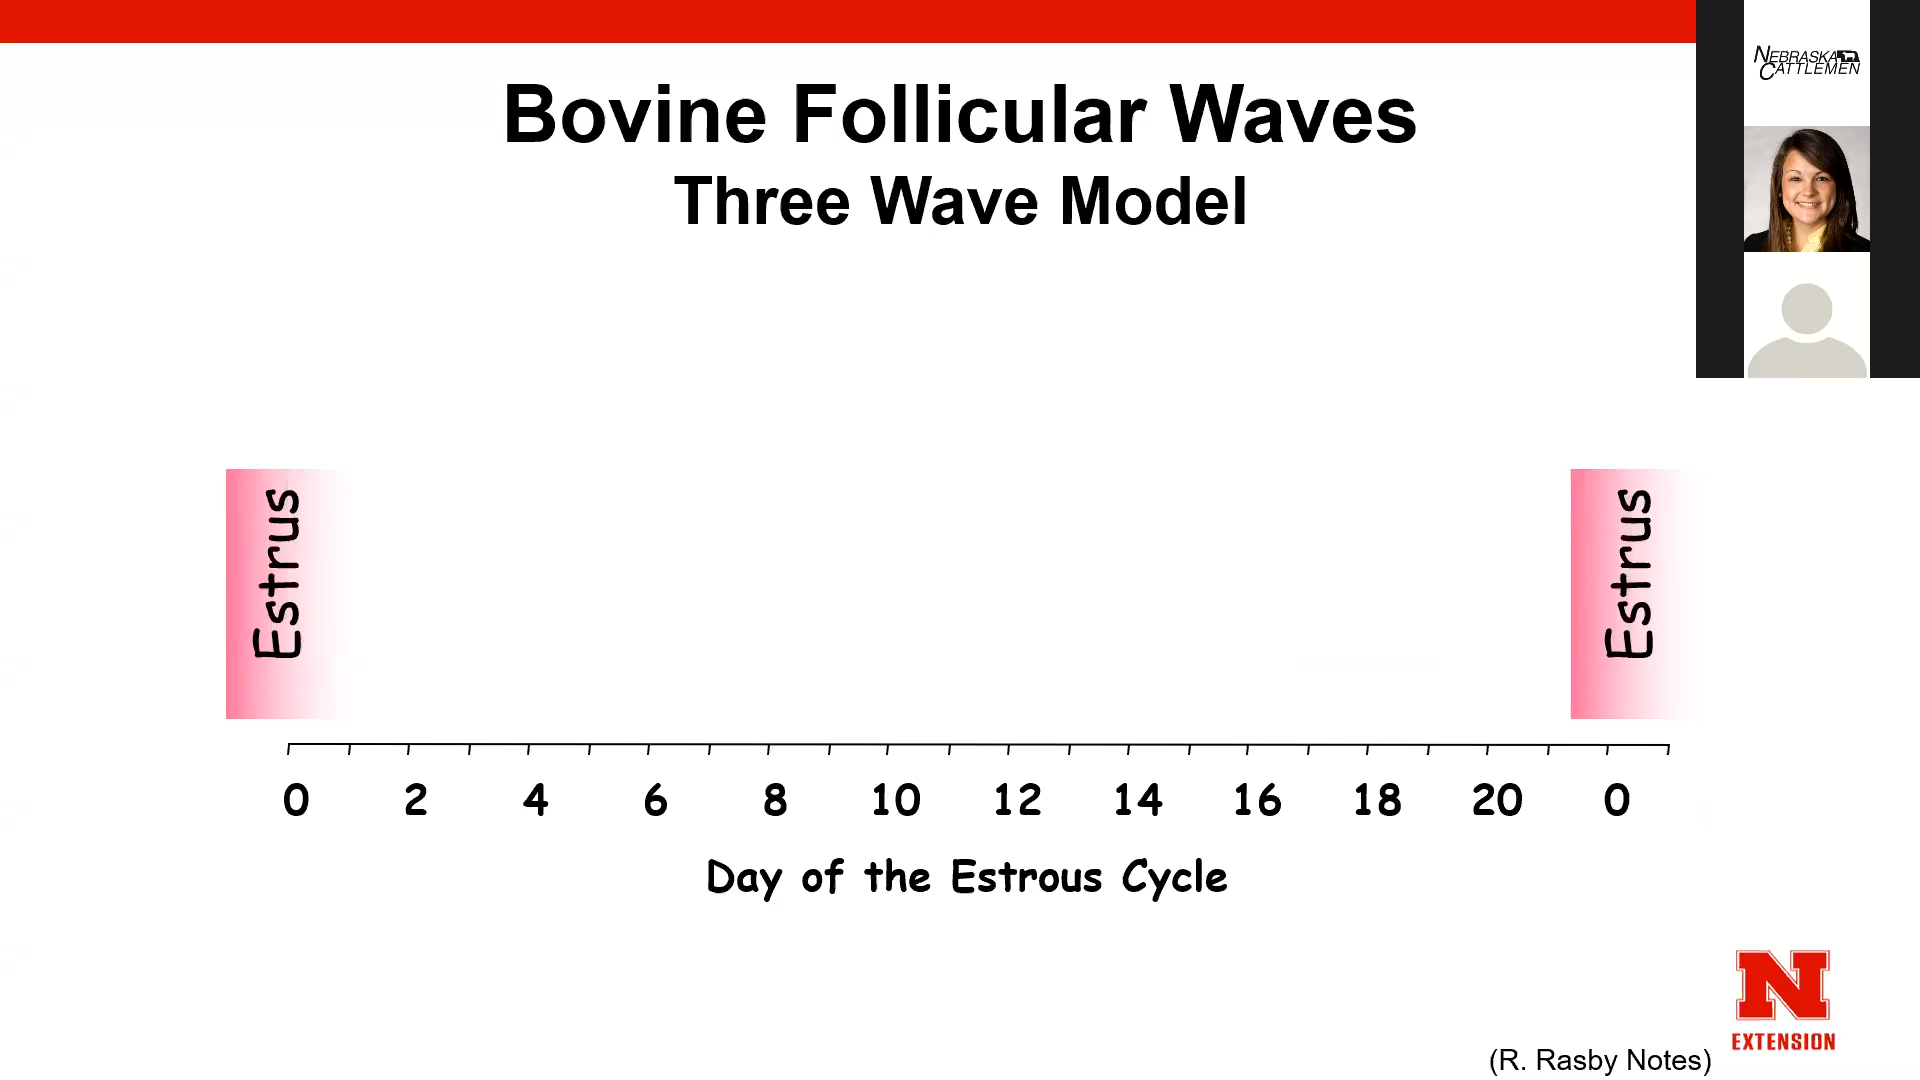 Bovine Follicular Waves
Three Wave Model
NEBRASKA
CATTLEMEN
Estrus
Estrus
0 2 4 6 8 10 12 14 16 18 20 0
Day of the Estrous Cycle
N
EXTENSION
(R. Rasby Notes)